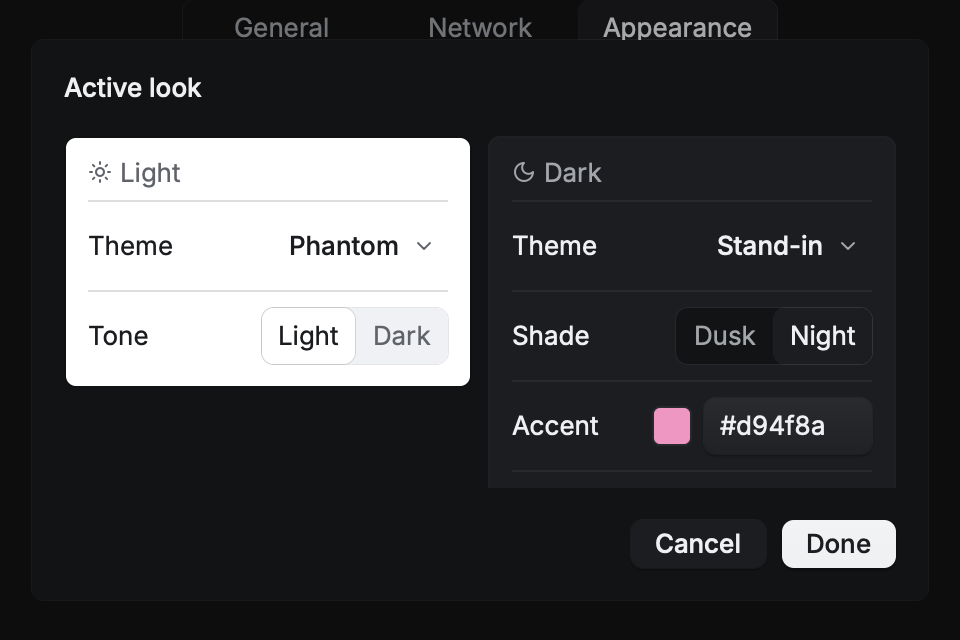 General Network Appearance
Active look
Light
Theme Phantom
Tone Light Dark
Dark
Theme Stand-in
Shade Dusk Night
Accent #d94f8a
Cancel Done